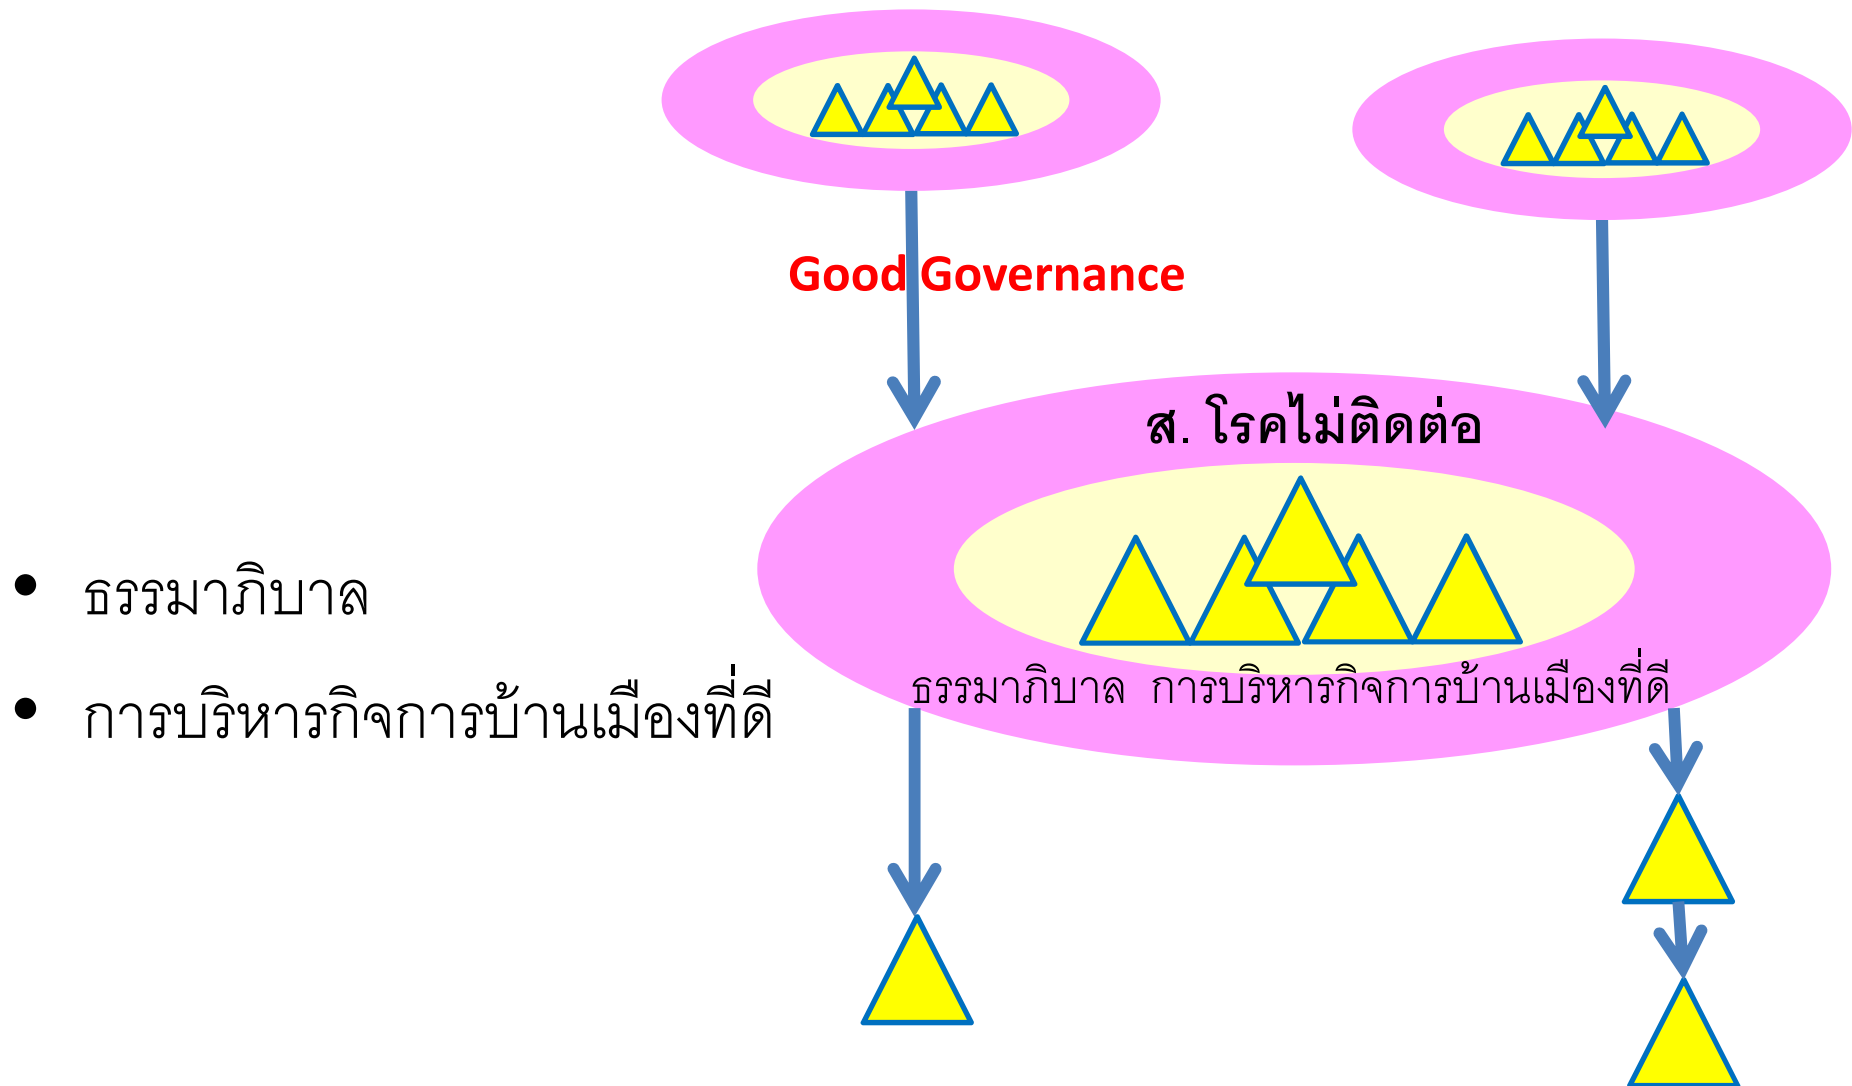 Good Governance
ส. โรคไม่ติดต่อ
• ธรรมาภิบาล
• การบริหารกิจการบ้านเมืองที่ดี
ธรรมาภิบาล การบริหารกิจการบ้านเมืองที่ดี